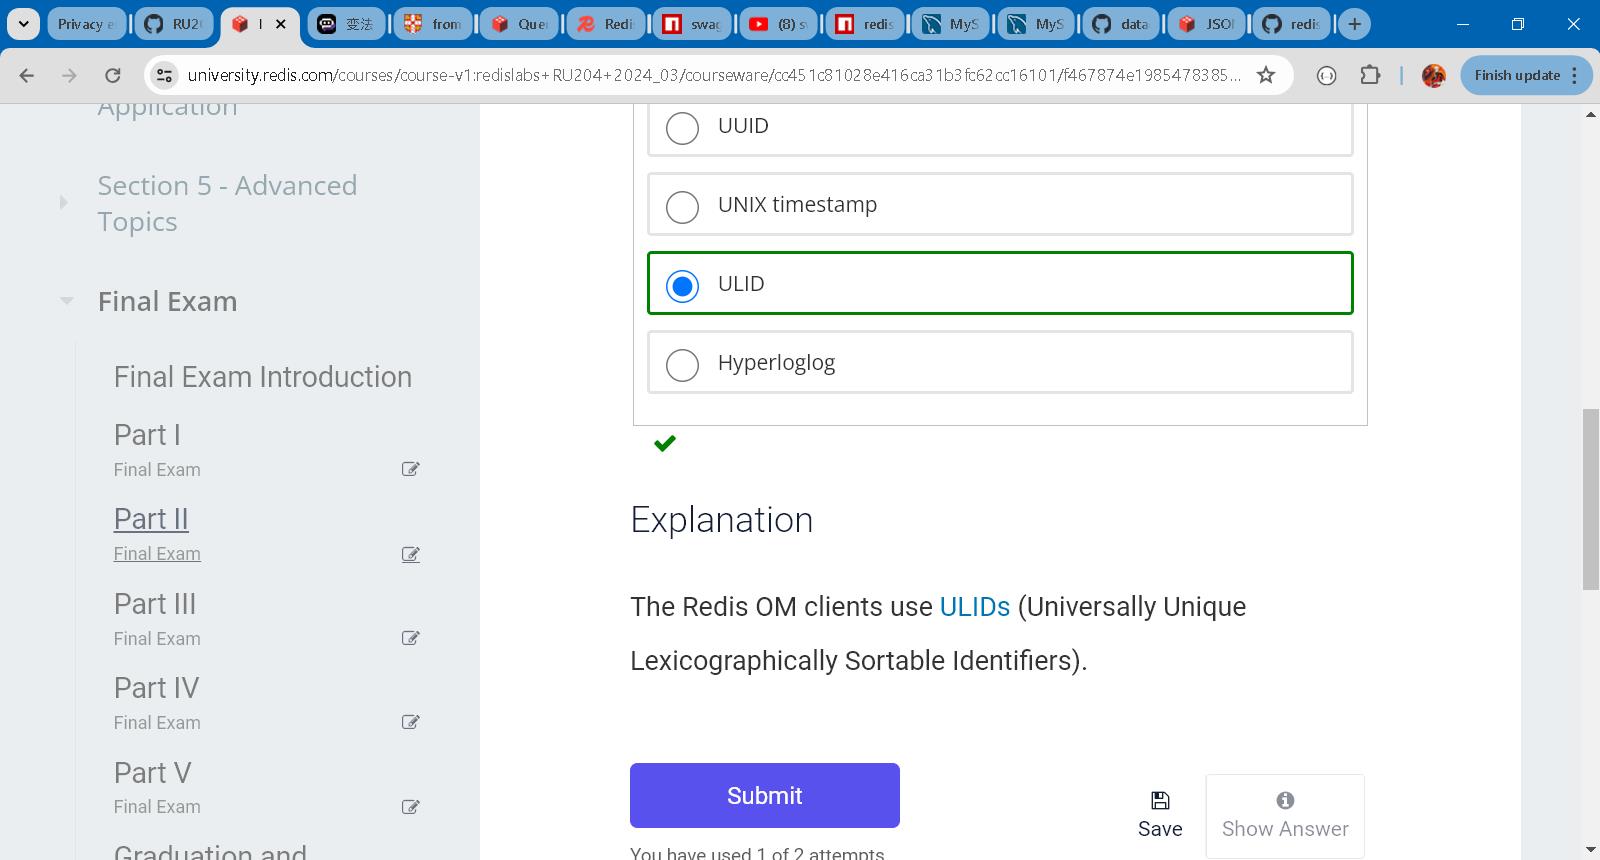 Privacy e
RU2
I
变法
from
Que
Redi
swag
(8) s
redis
MyS
MyS
data
JSO
redis
university.redis.com/courses/course-v1:redislabs+RU204+2024_03/courseware/cc451c81028e416ca31b3fc62cc16101/f467874e1985478385...
Finish update
Application
Section 5 - Advanced
Topics
Final Exam
Final Exam Introduction
Part I
Final Exam
Part II
Final Exam
Part III
Final Exam
Part IV
Final Exam
Part V
Final Exam
Graduation and
UUID
UNIX timestamp
ULID
Hyperloglog
Explanation
The Redis OM clients use ULIDs (Universally Unique
Lexicographically Sortable Identifiers).
Submit
Save
Show Answer
You have used 1 of 2 attempts